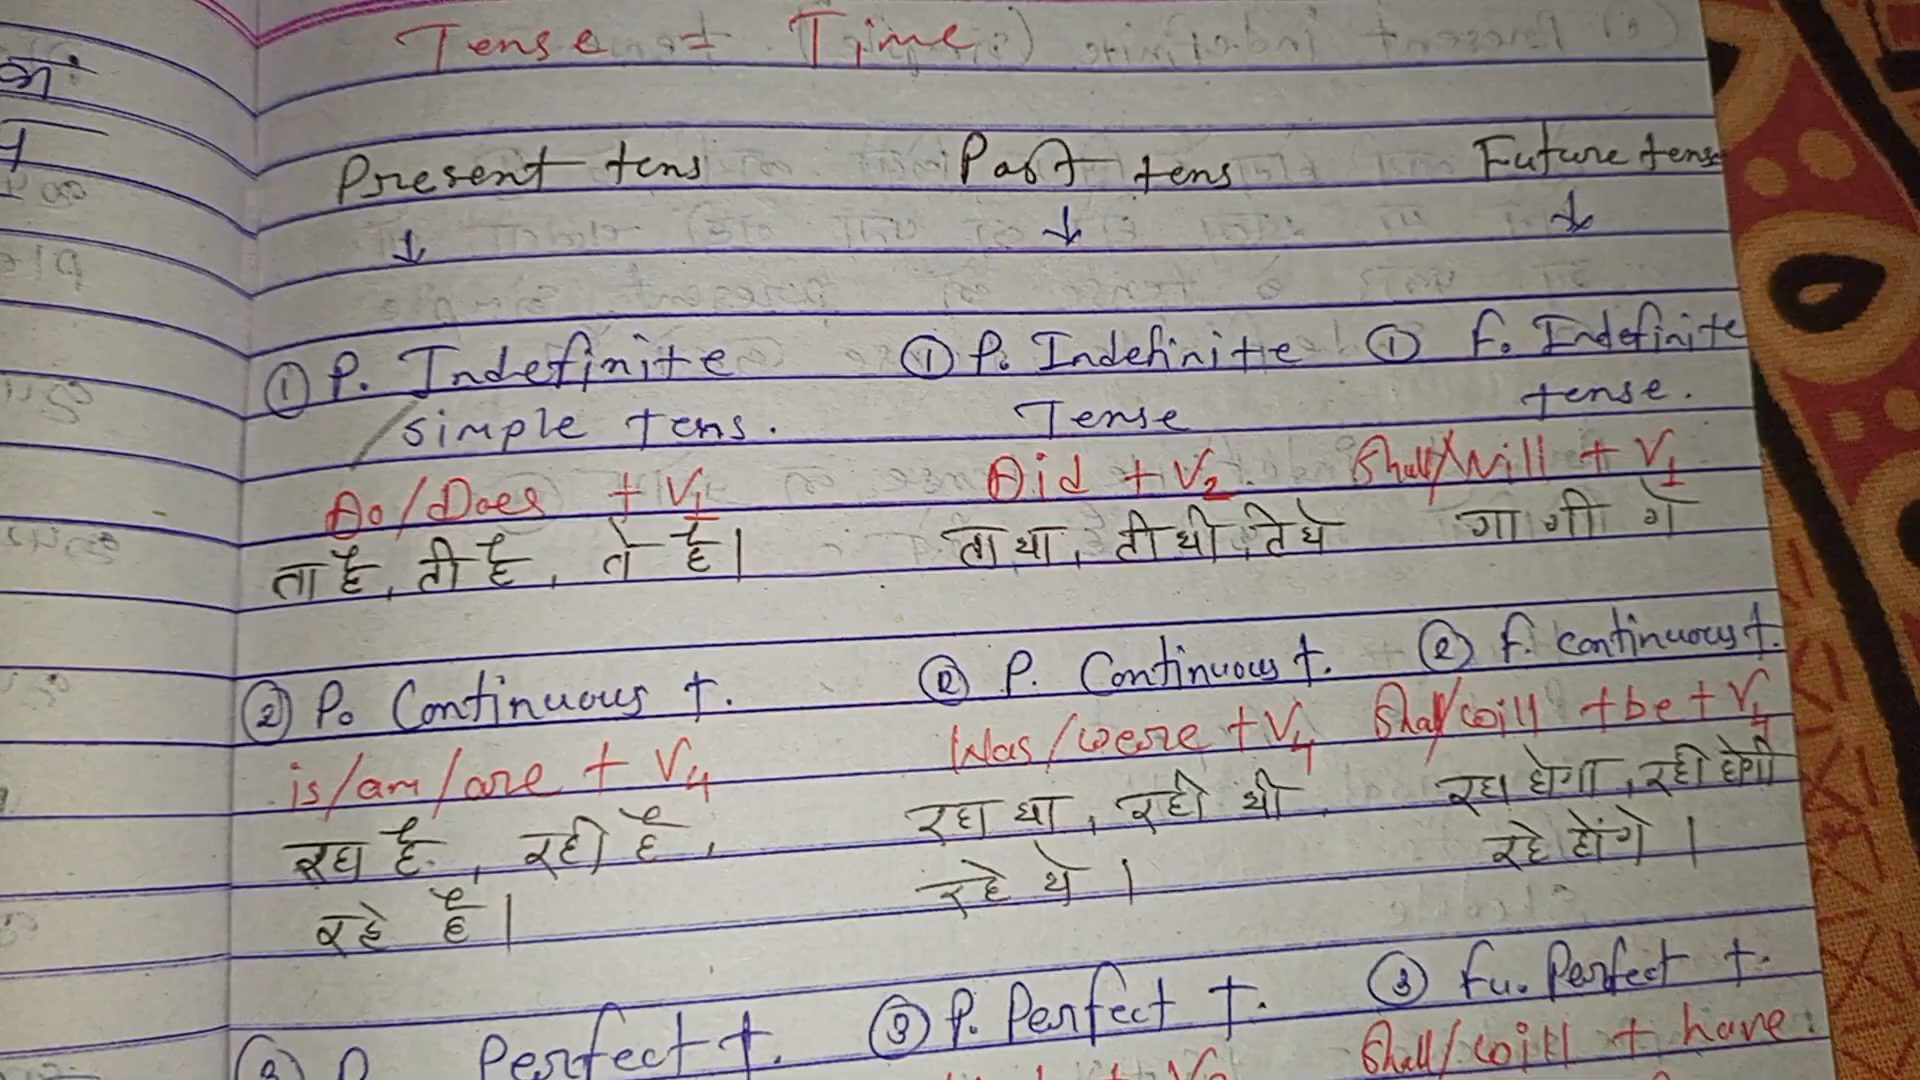 Tense = Time
Present tens Past tens Future tense
↓ ↓ ↓
① P. Indefinite ① P. Indefinite ① F. Indefinite
/simple tens. Tense tense.
Do/Does + V1 Did + V2. Shall/Will + V1
ता है, ती है, ते है। ता था, ती थी, ते थे गा गी गे
② P. Continuous t. ② P. Continuous t. ② F. continuous t.
is/am/are + V4 Was/were + V4 Shall/will + be + V4
रहा है, रही है, रहा था, रही थी, रहा होगा, रही होगी
रहे है। रहे थे। रहे होंगे।
Perfect t. ③ P. Perfect t. ③ Fu. Perfect t.
Shall/will + have